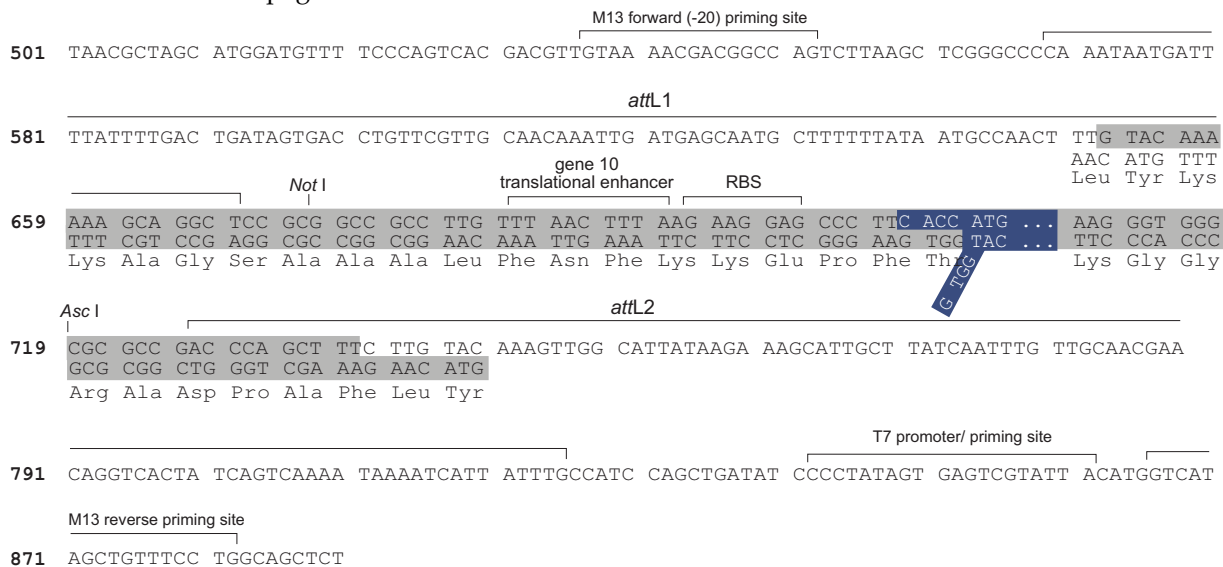 M13 forward (-20) priming site
501 TAACGCTAGC ATGGATGTTT TCCCAGTCAC GACGTTGTAA AACGACGGCC AGTCTTAAGC TCGGGCCCCA AATAATGATT
attL1
581 TTATTTTGAC TGATAGTGAC CTGTTCGTTG CAACAAATTG ATGAGCAATG CTTTTTTATA ATGCCAACT TTG TAC AAA
AAC ATG TTT
Leu Tyr Lys
Not I
gene 10
translational enhancer
RBS
659 AAA GCA GGC TCC GCG GCC GCC TTG TTT AAC TTT AAG AAG GAG CCC TTC ACC ATG ... AAG GGT GGG
TTT CGT CCG AGG CGC CGG CGG AAC AAA TTG AAA TTC TTC CTC GGG AAG TGG TAC ... TTC CCA CCC
Lys Ala Gly Ser Ala Ala Ala Leu Phe Asn Phe Lys Lys Glu Pro Phe Thr Lys Gly Gly
G TGG
Asc I
attL2
719 CGC GCC GAC CCA GCT TTC TTG TAC AAAGTTGG CATTATAAGA AAGCATTGCT TATCAATTTG TTGCAACGAA
GCG CGG CTG GGT CGA AAG AAC ATG
Arg Ala Asp Pro Ala Phe Leu Tyr
T7 promoter/ priming site
791 CAGGTCACTA TCAGTCAAAA TAAAATCATT ATTTGCCATC CAGCTGATAT CCCCTATAGT GAGTCGTATTA CATGGTCAT
M13 reverse priming site
871 AGCTGTTTCC TGGCAGCTCT